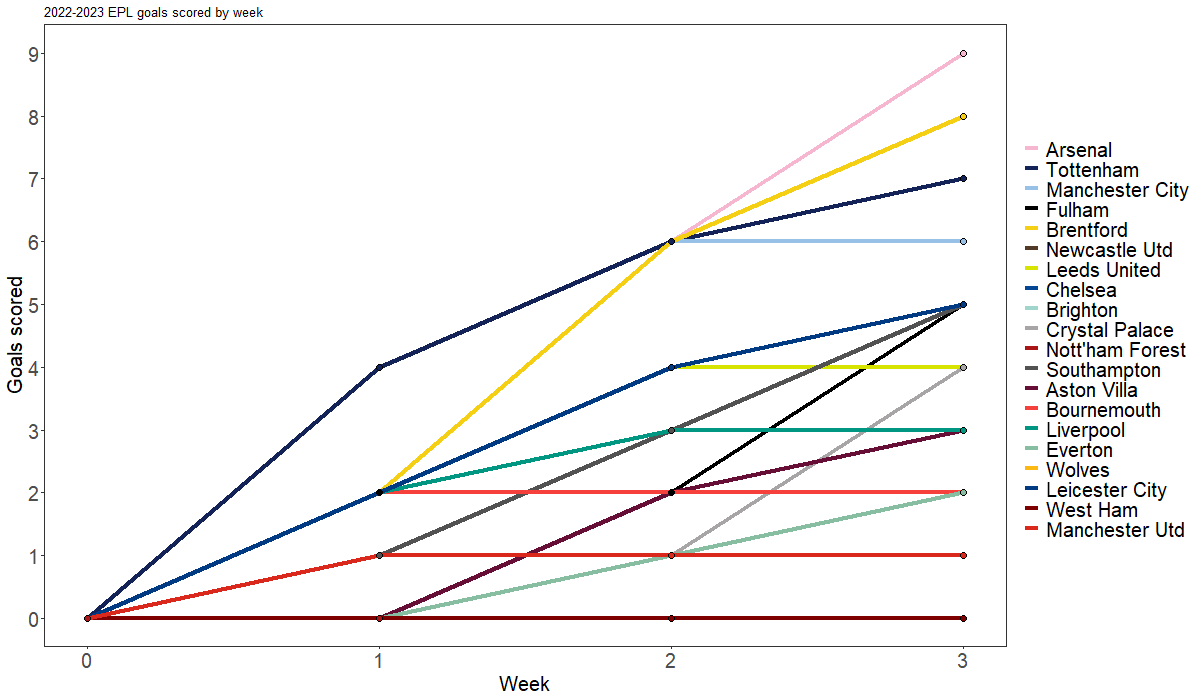 2022-2023 EPL goals scored by week
Goals scored
9
8
7
6
5
4
3
2
1
0
0 1 2 3
Week
Arsenal
Tottenham
Manchester City
Fulham
Brentford
Newcastle Utd
Leeds United
Chelsea
Brighton
Crystal Palace
Nott'ham Forest
Southampton
Aston Villa
Bournemouth
Liverpool
Everton
Wolves
Leicester City
West Ham
Manchester Utd